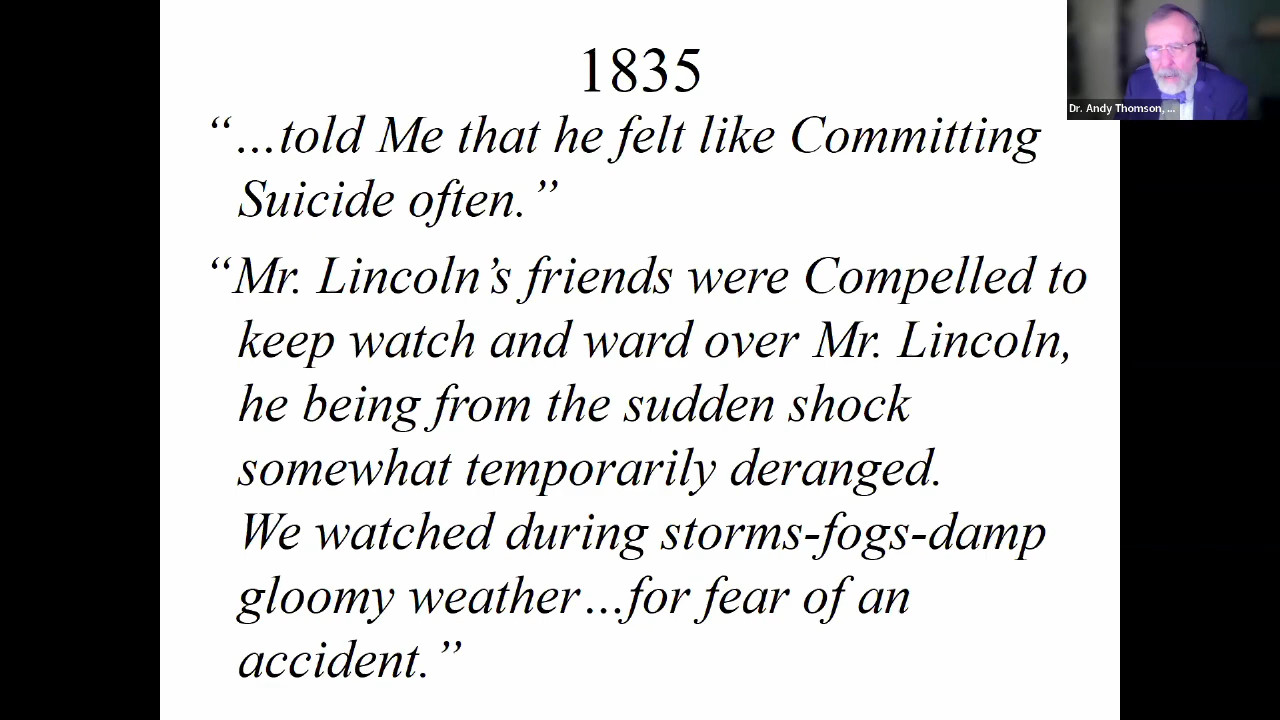 1835
“…told Me that he felt like Committing
Suicide often.”
“Mr. Lincoln’s friends were Compelled to
keep watch and ward over Mr. Lincoln,
he being from the sudden shock
somewhat temporarily deranged.
We watched during storms-fogs-damp
gloomy weather…for fear of an
accident.”
Dr. Andy Thomson, ...